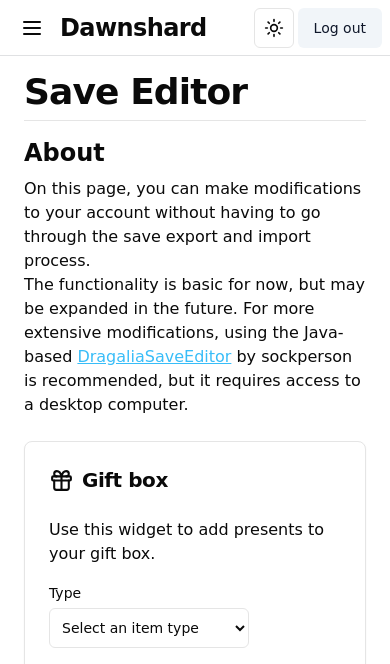 Dawnshard
Log out
Save Editor
About
On this page, you can make modifications
to your account without having to go
through the save export and import
process.
The functionality is basic for now, but may
be expanded in the future. For more
extensive modifications, using the Java-
based DragaliaSaveEditor by sockperson
is recommended, but it requires access to
a desktop computer.
Gift box
Use this widget to add presents to
your gift box.
Type
Select an item type